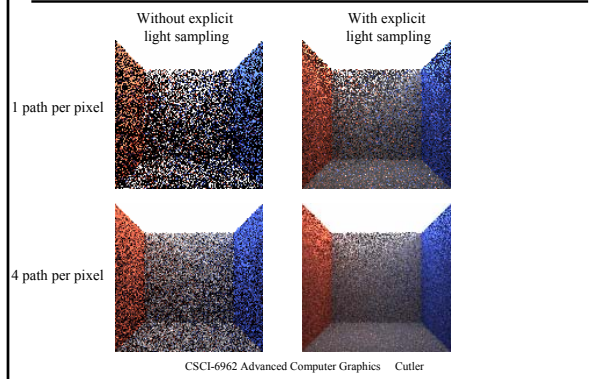 Without explicit
light sampling
With explicit
light sampling
1 path per pixel
4 path per pixel
CSCI-6962 Advanced Computer Graphics Cutler